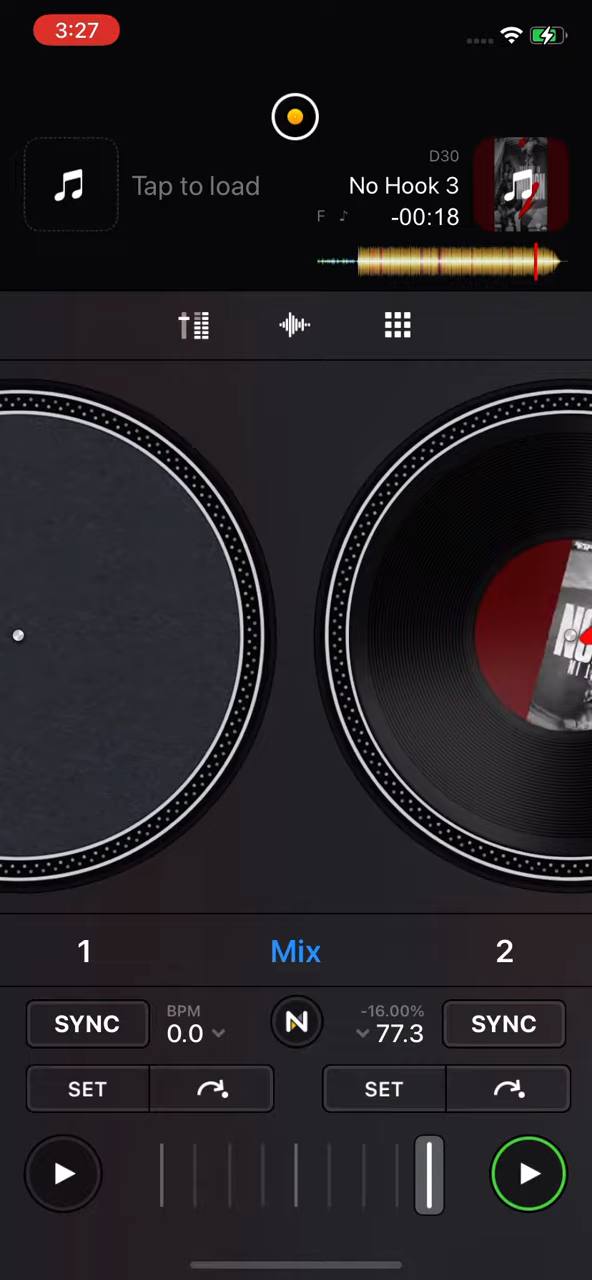 3:27
D30
Tap to load
No Hook 3
F
-00:18
1
Mix
2
SYNC
BPM
0.0
N
-16.00%
77.3
SYNC
SET
SET